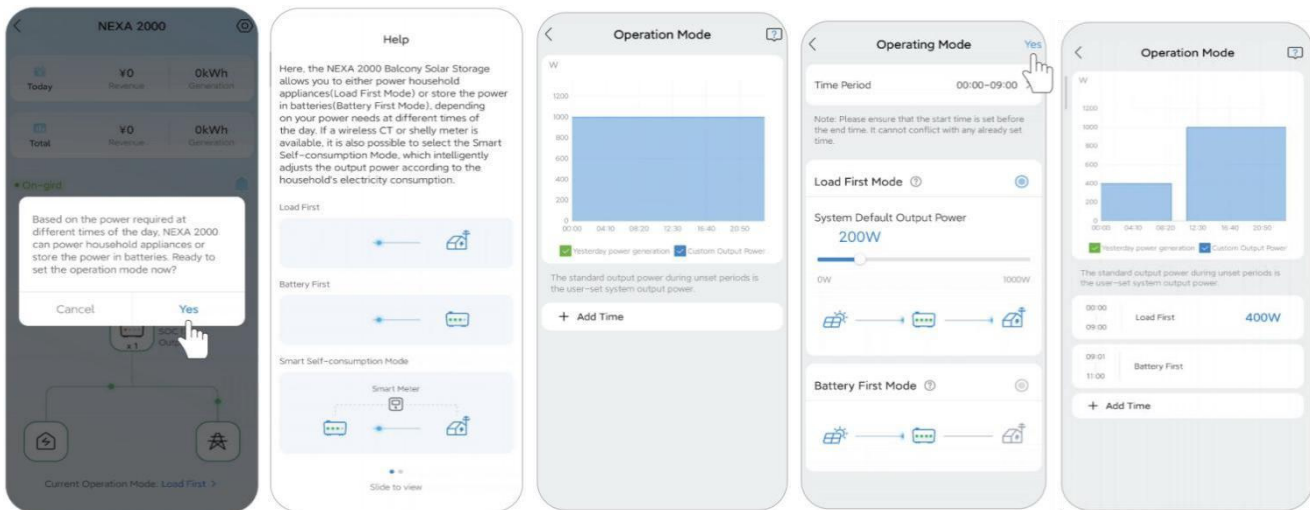 NEXA 2000
¥0 0kWh
Today Revenue Generation
¥0 0kWh
Total Revenue Generation
On-grid
Based on the power required at
different times of the day, NEXA 2000
can power household appliances or
store the power in batteries. Ready to
set the operation mode now?
Cancel Yes
x1
Current Operation Mode: Load First >
Help
Here, the NEXA 2000 Balcony Solar Storage
allows you to either power household
appliances(Load First Mode) or store the power
in batteries(Battery First Mode), depending
on your power needs at different times of
the day. If a wireless CT or shelly meter is
available, it is also possible to select the Smart
Self-consumption Mode, which intelligently
adjusts the output power according to the
household's electricity consumption.
Load First
Battery First
Smart Self-consumption Mode
Smart Meter
Slide to view
Operation Mode
W
1200
1000
800
600
400
200
0
00:00 04:10 08:20 12:30 16:40 20:50
Yesterday power generation Custom Output Power
The standard output power during unset periods is
the user-set system output power.
+ Add Time
Operating Mode Yes
Time Period 00:00-09:00 >
Note: Please ensure that the start time is set before
the end time. It cannot conflict with any already set
time.
Load First Mode
System Default Output Power
200W
0W 1000W
Battery First Mode
Operation Mode
W
1200
1000
800
600
400
200
0
00:00 04:10 08:20 12:30 16:40 20:50
Yesterday power generation Custom Output Power
The standard output power during unset periods is
the user-set system output power.
00:00
Load First 400W
09:00
09:01
Battery First
11:00
+ Add Time